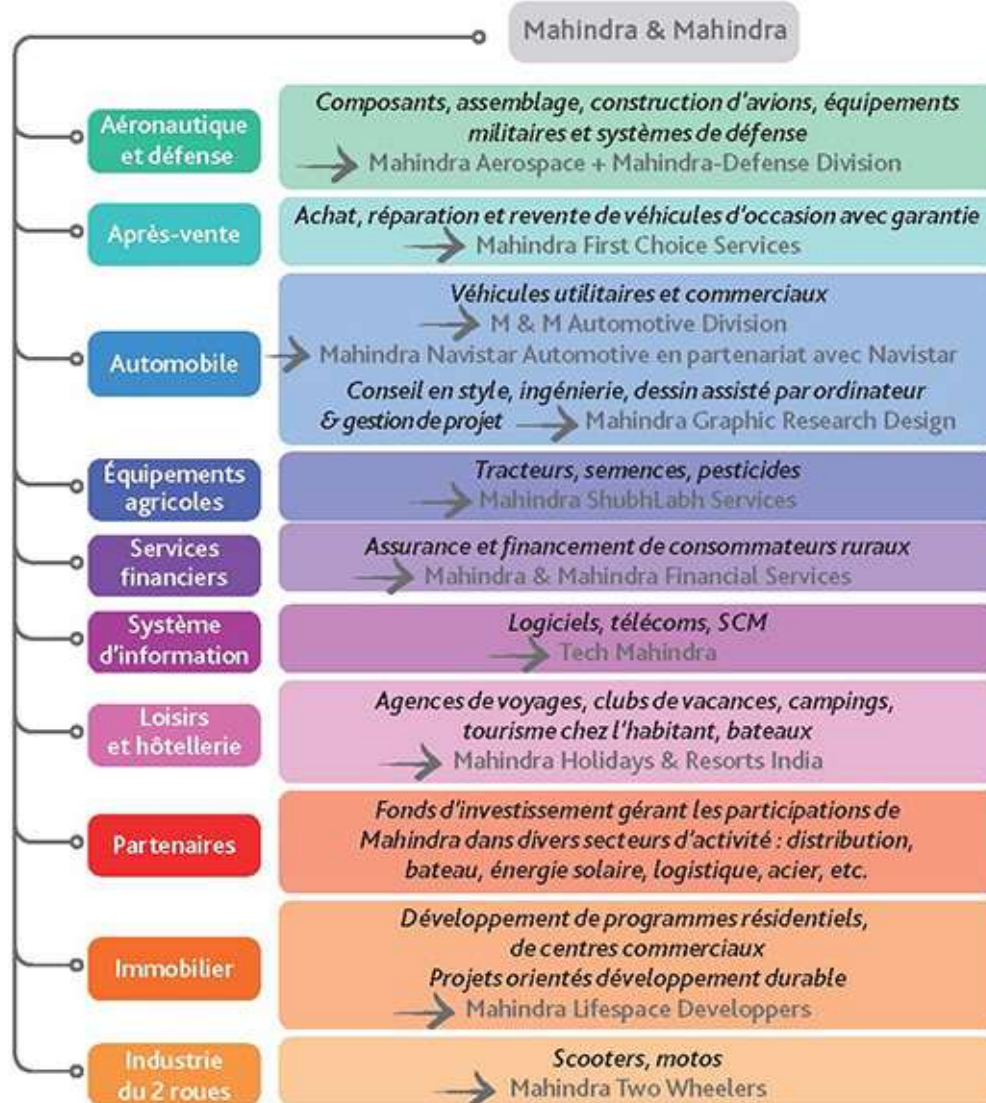 Mahindra & Mahindra
Aéronautique
et défense
Composants, assemblage, construction d'avions, équipements
militaires et systèmes de défense
→ Mahindra Aerospace + Mahindra-Defense Division
Après-vente
Achat, réparation et revente de véhicules d'occasion avec garantie
→ Mahindra First Choice Services
Automobile
Véhicules utilitaires et commerciaux
→ M & M Automotive Division
→ Mahindra Navistar Automotive en partenariat avec Navistar
Conseil en style, ingénierie, dessin assisté par ordinateur
& gestion de projet → Mahindra Graphic Research Design
Équipements
agricoles
Tracteurs, semences, pesticides
→ Mahindra ShubhLabh Services
Services
financiers
Assurance et financement de consommateurs ruraux
→ Mahindra & Mahindra Financial Services
Système
d'information
Logiciels, télécoms, SCM
→ Tech Mahindra
Loisirs
et hôtellerie
Agences de voyages, clubs de vacances, campings,
tourisme chez l'habitant, bateaux
→ Mahindra Holidays & Resorts India
Partenaires
Fonds d'investissement gérant les participations de
Mahindra dans divers secteurs d'activité : distribution,
bateau, énergie solaire, logistique, acier, etc.
Immobilier
Développement de programmes résidentiels,
de centres commerciaux
Projets orientés développement durable
→ Mahindra Lifespace Developpers
Industrie
du 2 roues
Scooters, motos
→ Mahindra Two Wheelers